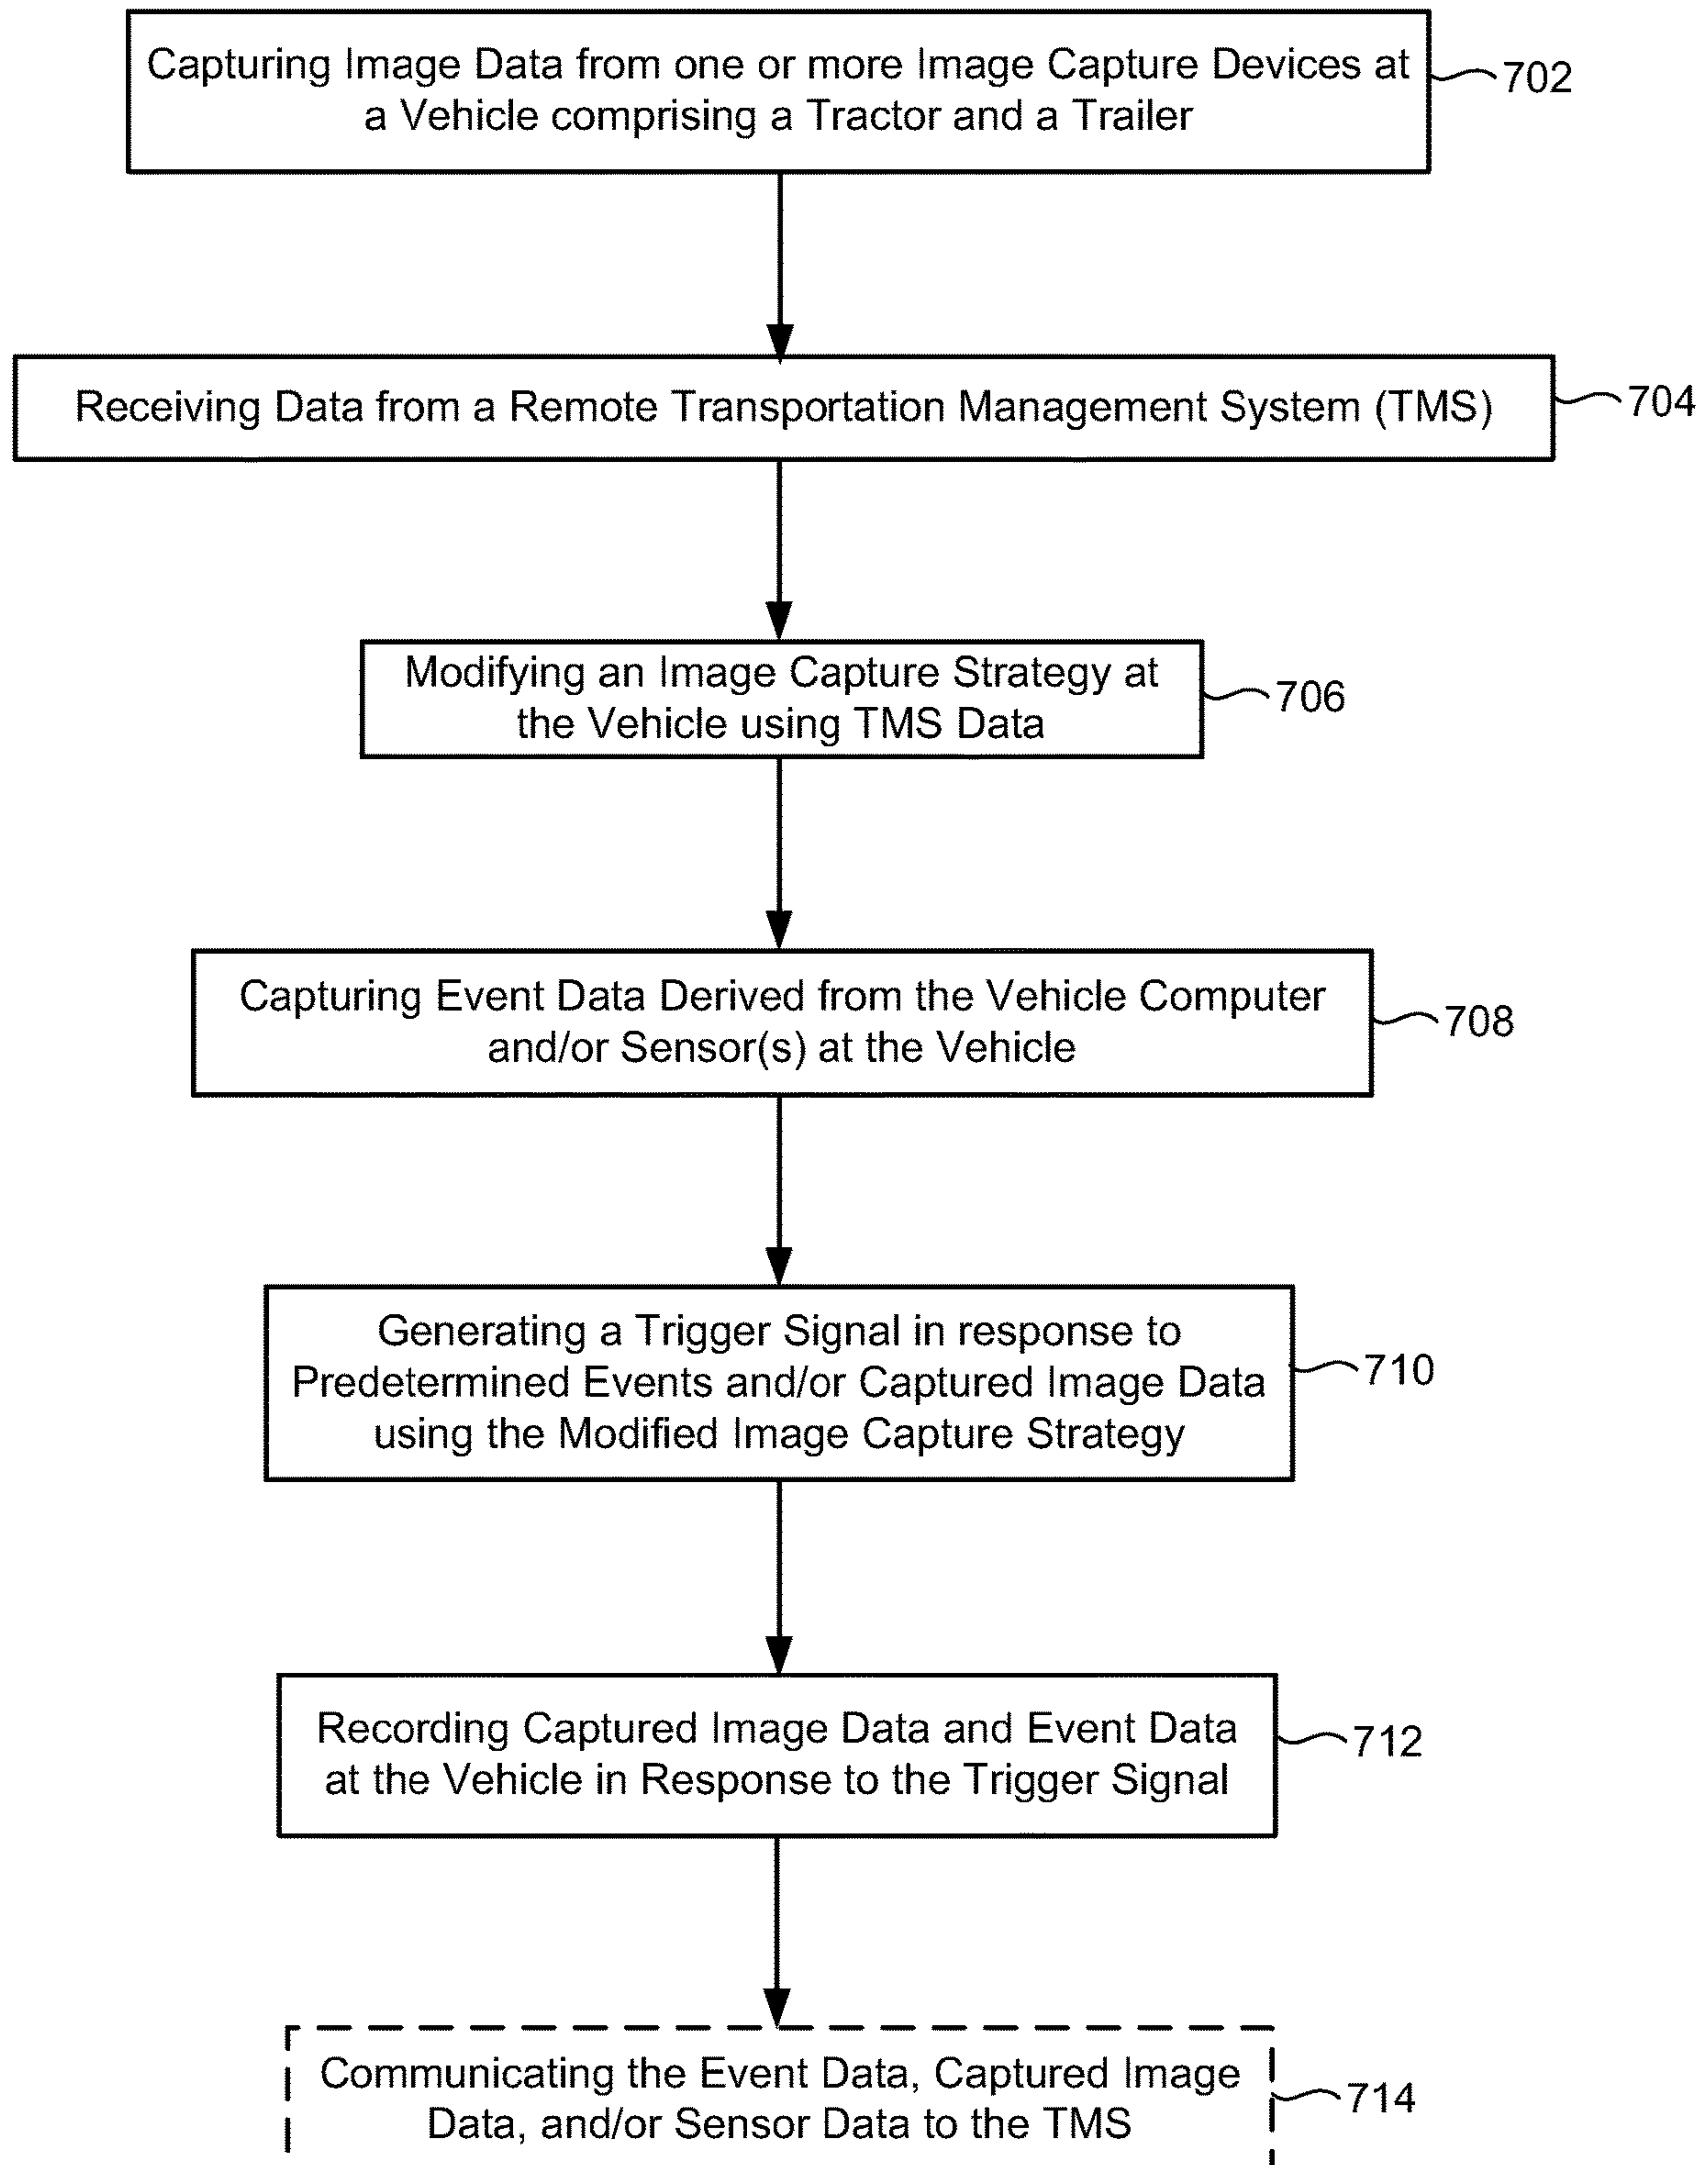 Capturing Image Data from one or more Image Capture Devices at
a Vehicle comprising a Tractor and a Trailer
702
Receiving Data from a Remote Transportation Management System (TMS)
704
Modifying an Image Capture Strategy at
the Vehicle using TMS Data
706
Capturing Event Data Derived from the Vehicle Computer
and/or Sensor(s) at the Vehicle
708
Generating a Trigger Signal in response to
Predetermined Events and/or Captured Image Data
using the Modified Image Capture Strategy
710
Recording Captured Image Data and Event Data
at the Vehicle in Response to the Trigger Signal
712
Communicating the Event Data, Captured Image
Data, and/or Sensor Data to the TMS
714